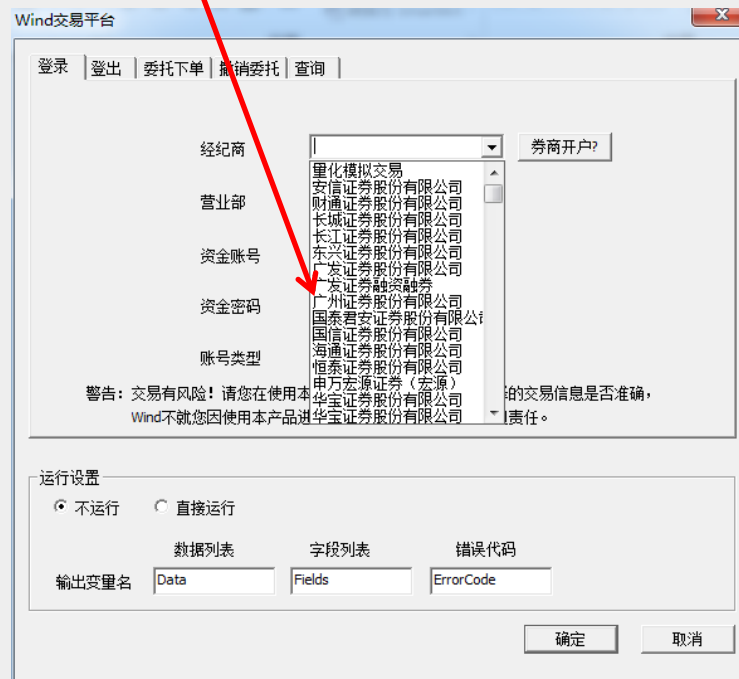 Wind交易平台
登录 登出 委托下单 撤销委托 查询
经纪商 券商开户?
量化模拟交易
安信证券股份有限公司
财通证券股份有限公司
长城证券股份有限公司
长江证券股份有限公司
东兴证券股份有限公司
广发证券股份有限公司
广发证券融资融券
广州证券股份有限公司
国泰君安证券股份有限公
国信证券股份有限公司
海通证券股份有限公司
恒泰证券股份有限公司
申万宏源证券（宏源）
华宝证券股份有限公司
华宝证券股份有限公司
营业部
资金账号
资金密码
账号类型
警告：交易有风险！请您在使用本 的交易信息是否准确，
Wind不就您因使用本产品进 责任。
运行设置
不运行 直接运行
数据列表 字段列表 错误代码
输出变量名 Data Fields ErrorCode
确定 取消